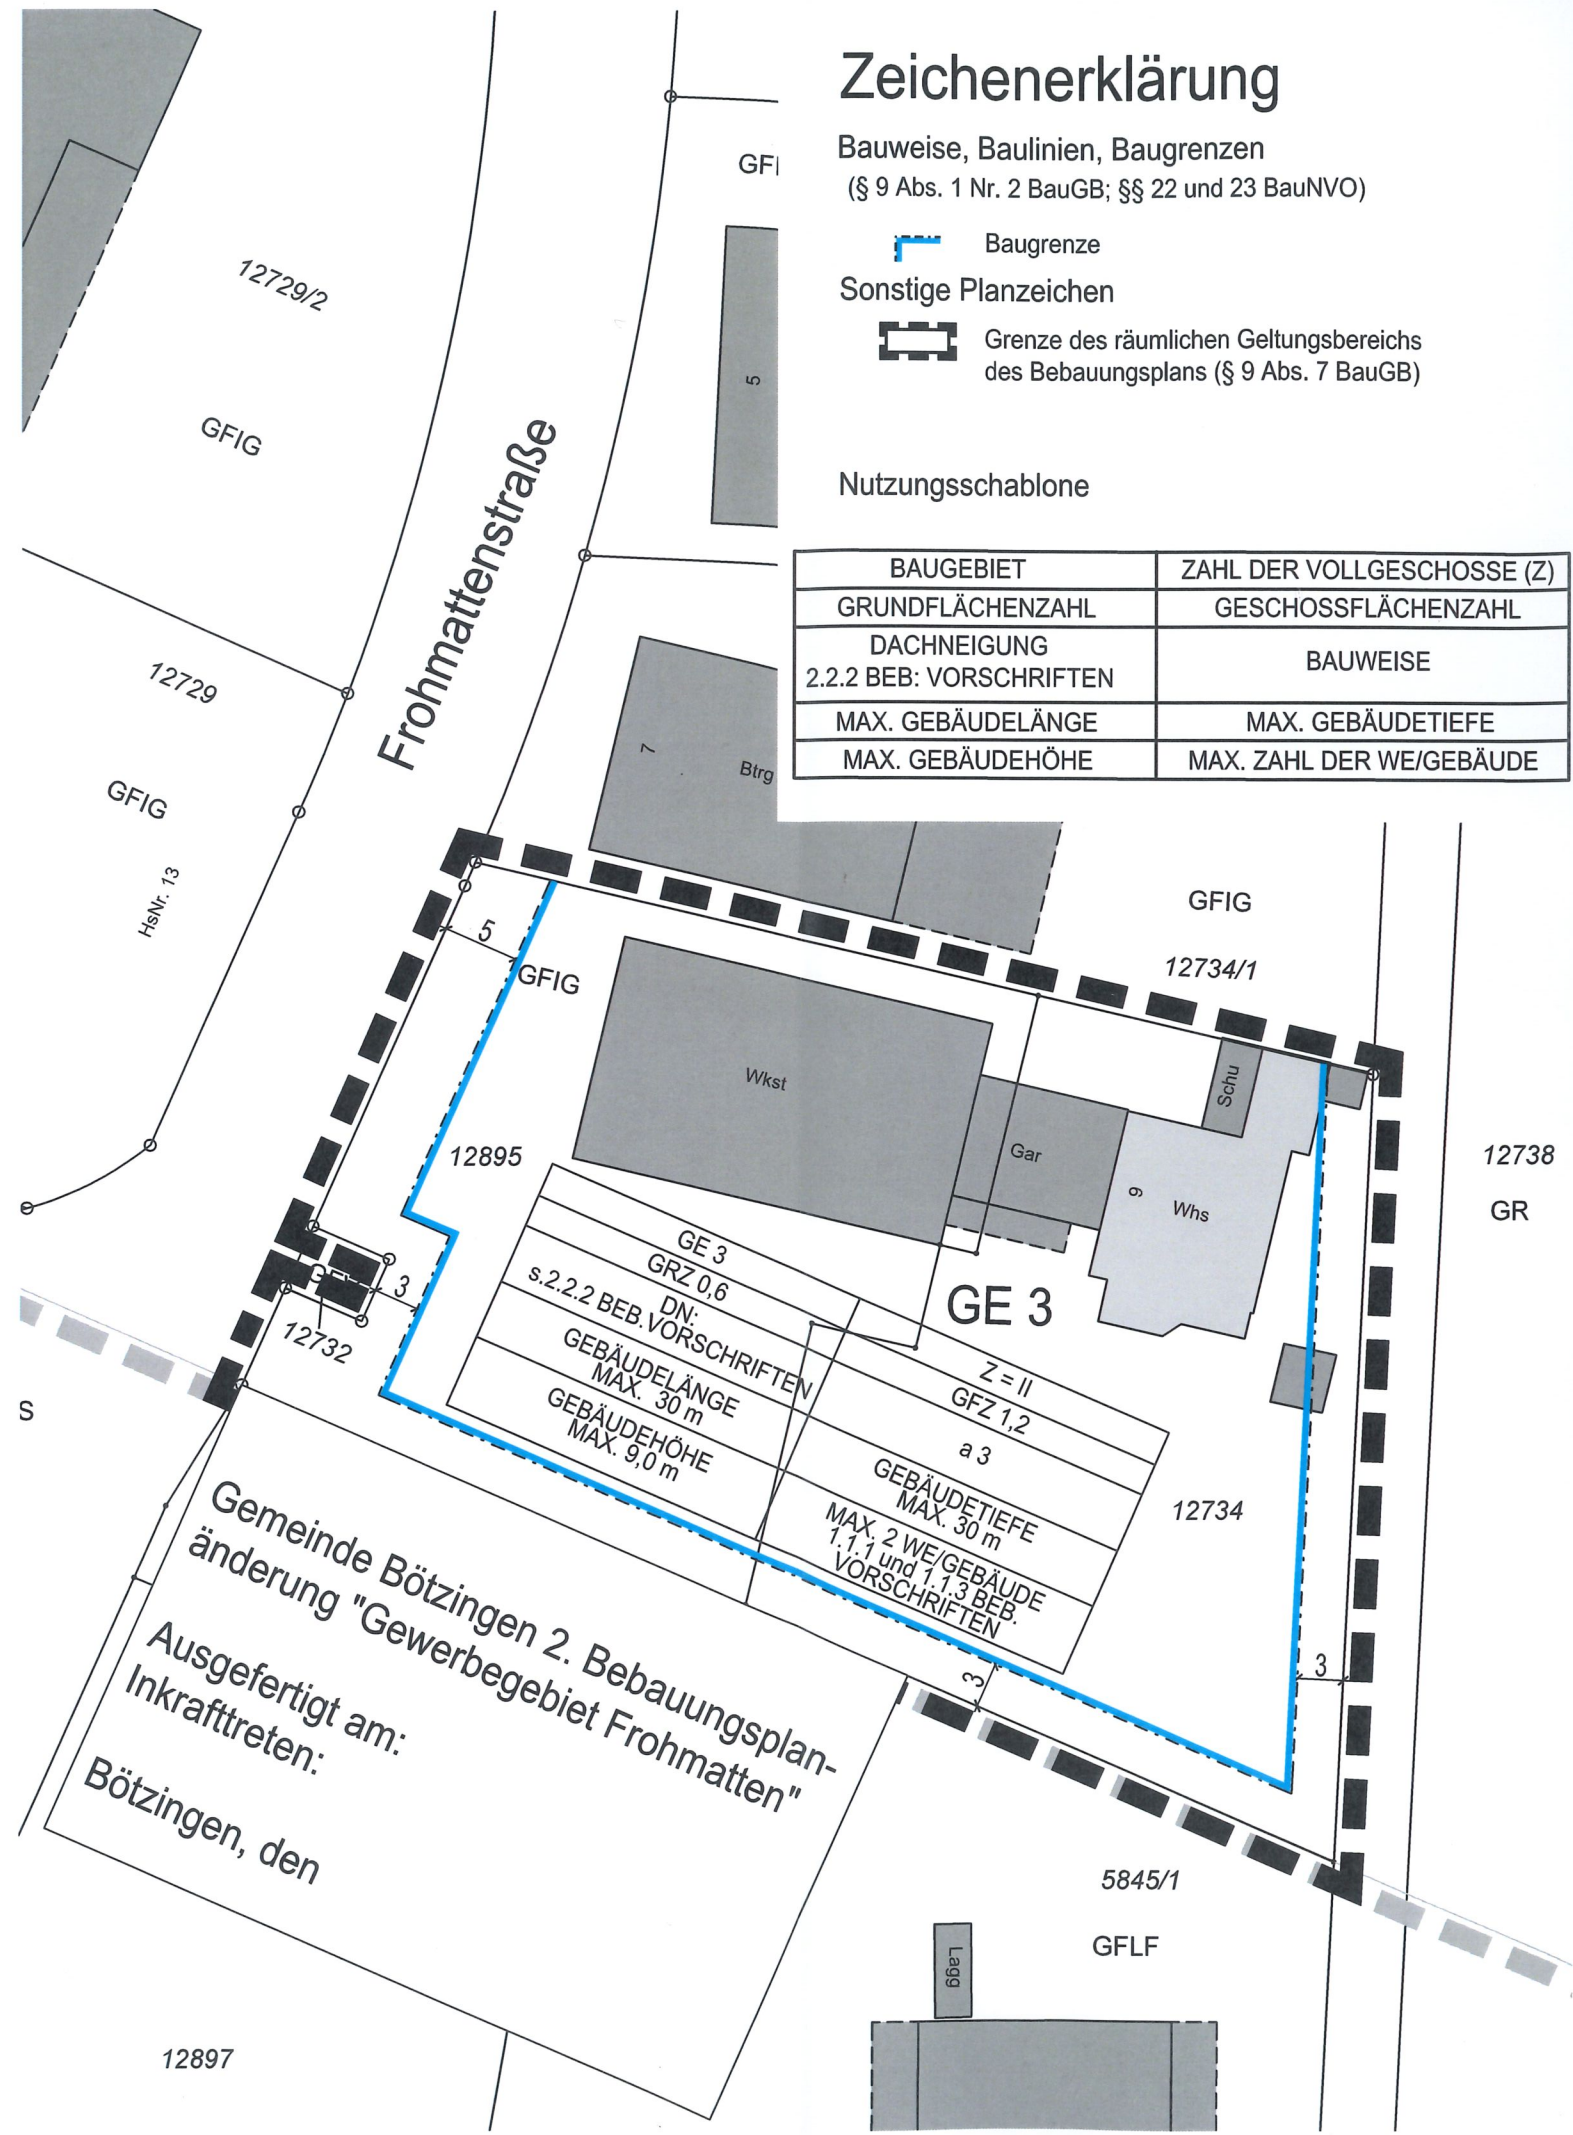 Zeichenerklärung
Bauweise, Baulinien, Baugrenzen
(§ 9 Abs. 1 Nr. 2 BauGB; §§ 22 und 23 BauNVO)
Baugrenze
Sonstige Planzeichen
Grenze des räumlichen Geltungsbereichs
des Bebauungsplans (§ 9 Abs. 7 BauGB)
Nutzungsschablone
BAUGEBIET
ZAHL DER VOLLGESCHOSSE (Z)
GRUNDFLÄCHENZAHL
GESCHOSSFLÄCHENZAHL
DACHNEIGUNG
2.2.2 BEB: VORSCHRIFTEN
BAUWEISE
MAX. GEBÄUDELÄNGE
MAX. GEBÄUDETIEFE
MAX. GEBÄUDEHÖHE
MAX. ZAHL DER WE/GEBÄUDE
12729/2
GFIG
5
Frohmattenstraße
12729
GFIG
HsNr. 13
7
Btrg
GFIG
12734/1
5
GFIG
Wkst
Schu
Gar
9
Whs
12738
GR
12895
GE 3
3
12732
GE 3
GRZ 0,6
DN:
s.2.2.2 BEB.VORSCHRIFTEN
GEBÄUDELÄNGE
MAX. 30 m
GEBÄUDEHÖHE
MAX. 9,0 m
Z = II
GFZ 1,2
a 3
GEBÄUDETIEFE
MAX. 30 m
MAX. 2 WE/GEBÄUDE
1.1.1 und 1.1.3 BEB.
VORSCHRIFTEN
12734
3
3
S
Gemeinde Bötzingen 2. Bebauungsplan-
änderung "Gewerbegebiet Frohmatten"
Ausgefertigt am:
Inkrafttreten:
Bötzingen, den
5845/1
GFLF
Lagg
12897